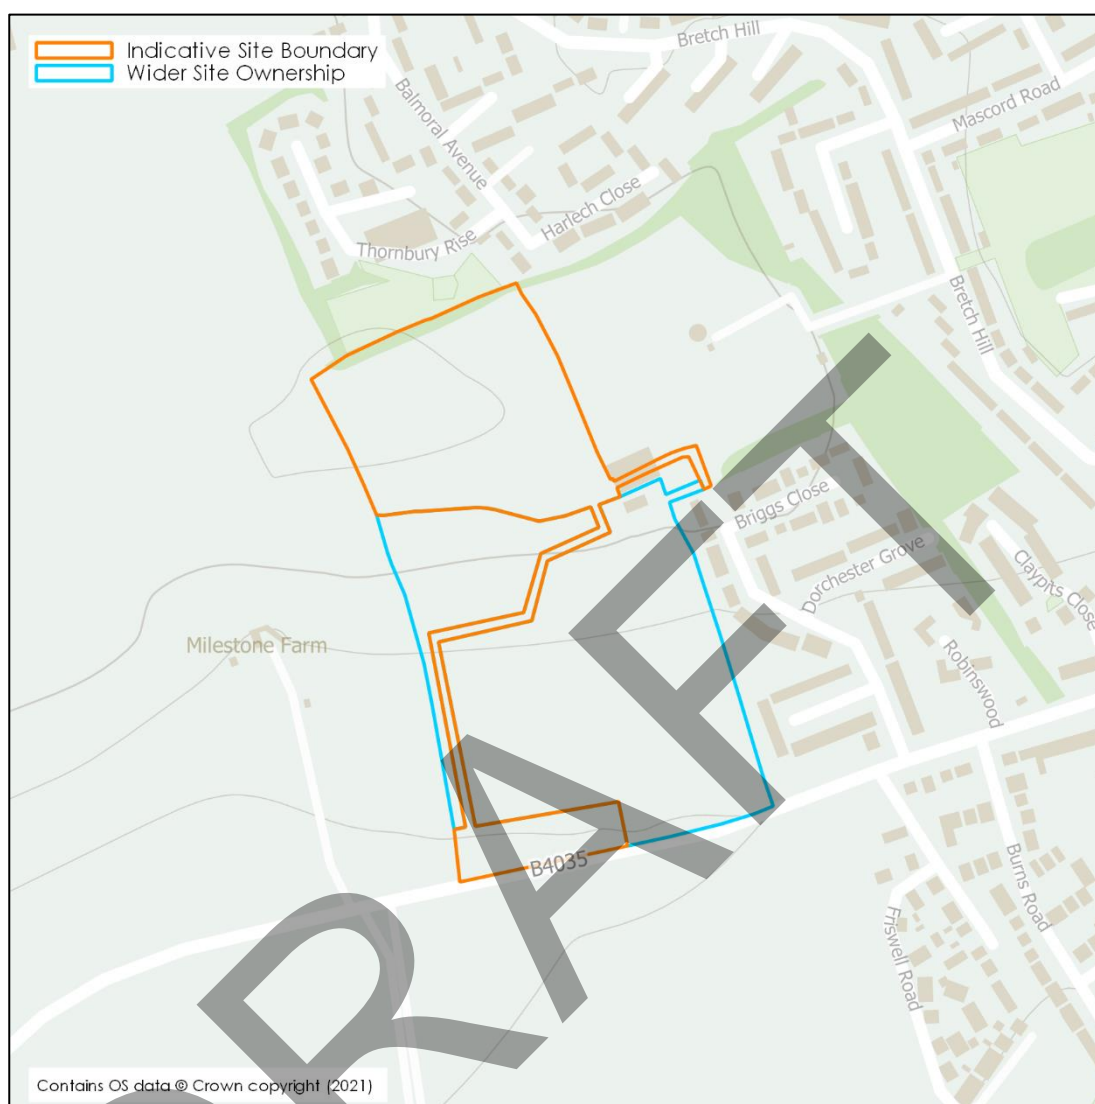 Indicative Site Boundary
Wider Site Ownership
Bretch Hill
Mascord Road
Balmoral Avenue
Harlech Close
Thornbury Rise
Bretch Hill
Briggs Close
Dorchester Grove
Claypits Close
Milestone Farm
Robinswood
B4035
Burns Road
Friswell Road
DRAFT
Contains OS data © Crown copyright (2021)